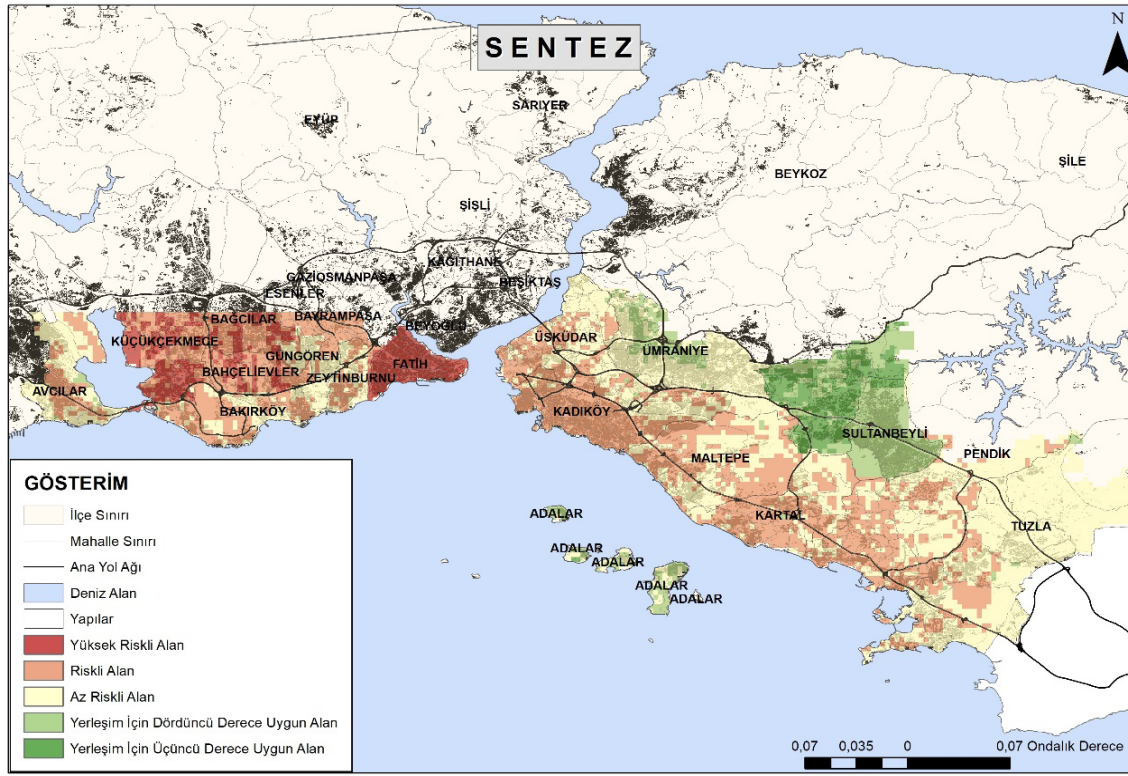 SENTEZ
N
SARIYER
EYÜP
ŞİLE
BEYKOZ
ŞİŞLİ
KAĞITHANE
GAZİOSMANPAŞA
BEŞİKTAŞ
ESENLER
BAYRAMPAŞA
BAĞCILAR
BEYOĞLU
KÜÇÜKÇEKMECE
ÜSKÜDAR
ÜMRANİYE
GÜNGÖREN
FATİH
BAHÇELİEVLER
ZEYTİNBURNU
AVCILAR
BAKIRKÖY
KADIKÖY
SULTANBEYLİ
MALTEPE
PENDİK
KARTAL
ADALAR
TUZLA
ADALAR
ADALAR
ADALAR
ADALAR
GÖSTERİM
İlçe Sınırı
Mahalle Sınırı
Ana Yol Ağı
Deniz Alan
Yapılar
Yüksek Riskli Alan
Riskli Alan
Az Riskli Alan
Yerleşim İçin Dördüncü Derece Uygun Alan
Yerleşim İçin Üçüncü Derece Uygun Alan
0,07 0,035 0 0,07 Ondalık Derece